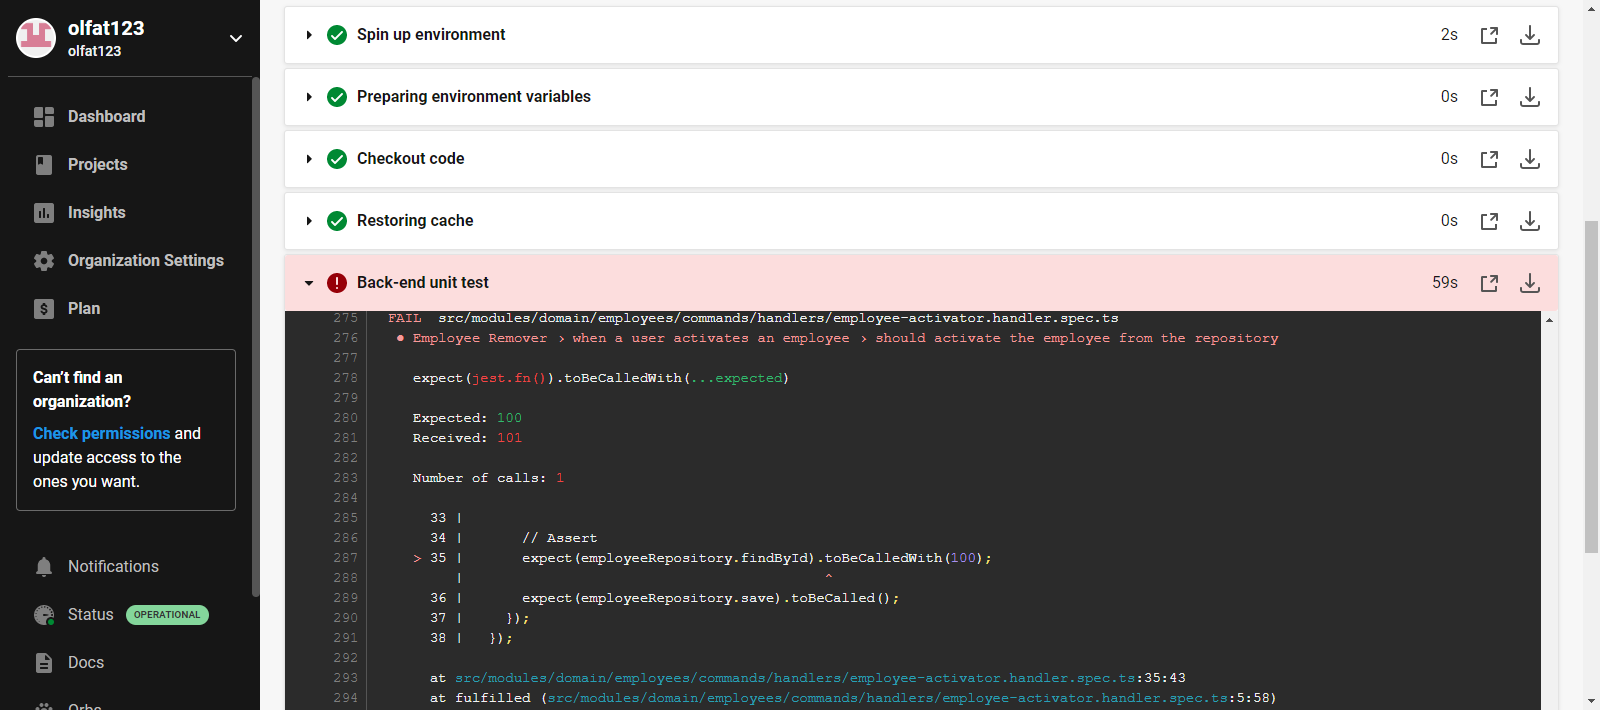 olfat123
olfat123
Dashboard
Projects
Insights
Organization Settings
Plan
Can't find an
organization?
Check permissions and
update access to the
ones you want.
Notifications
Status OPERATIONAL
Docs
Orbs
Spin up environment 2s
Preparing environment variables 0s
Checkout code 0s
Restoring cache 0s
Back-end unit test 59s
275 FAIL src/modules/domain/employees/commands/handlers/employee-activator.handler.spec.ts
276 ● Employee Remover › when a user activates an employee › should activate the employee from the repository
277
278 expect(jest.fn()).toBeCalledWith(...expected)
279
280 Expected: 100
281 Received: 101
282
283 Number of calls: 1
284
285 33 |
286 34 | // Assert
287 > 35 | expect(employeeRepository.findById).toBeCalledWith(100);
288 | ^
289 36 | expect(employeeRepository.save).toBeCalled();
290 37 | });
291 38 | });
292
293 at src/modules/domain/employees/commands/handlers/employee-activator.handler.spec.ts:35:43
294 at fulfilled (src/modules/domain/employees/commands/handlers/employee-activator.handler.spec.ts:5:58)